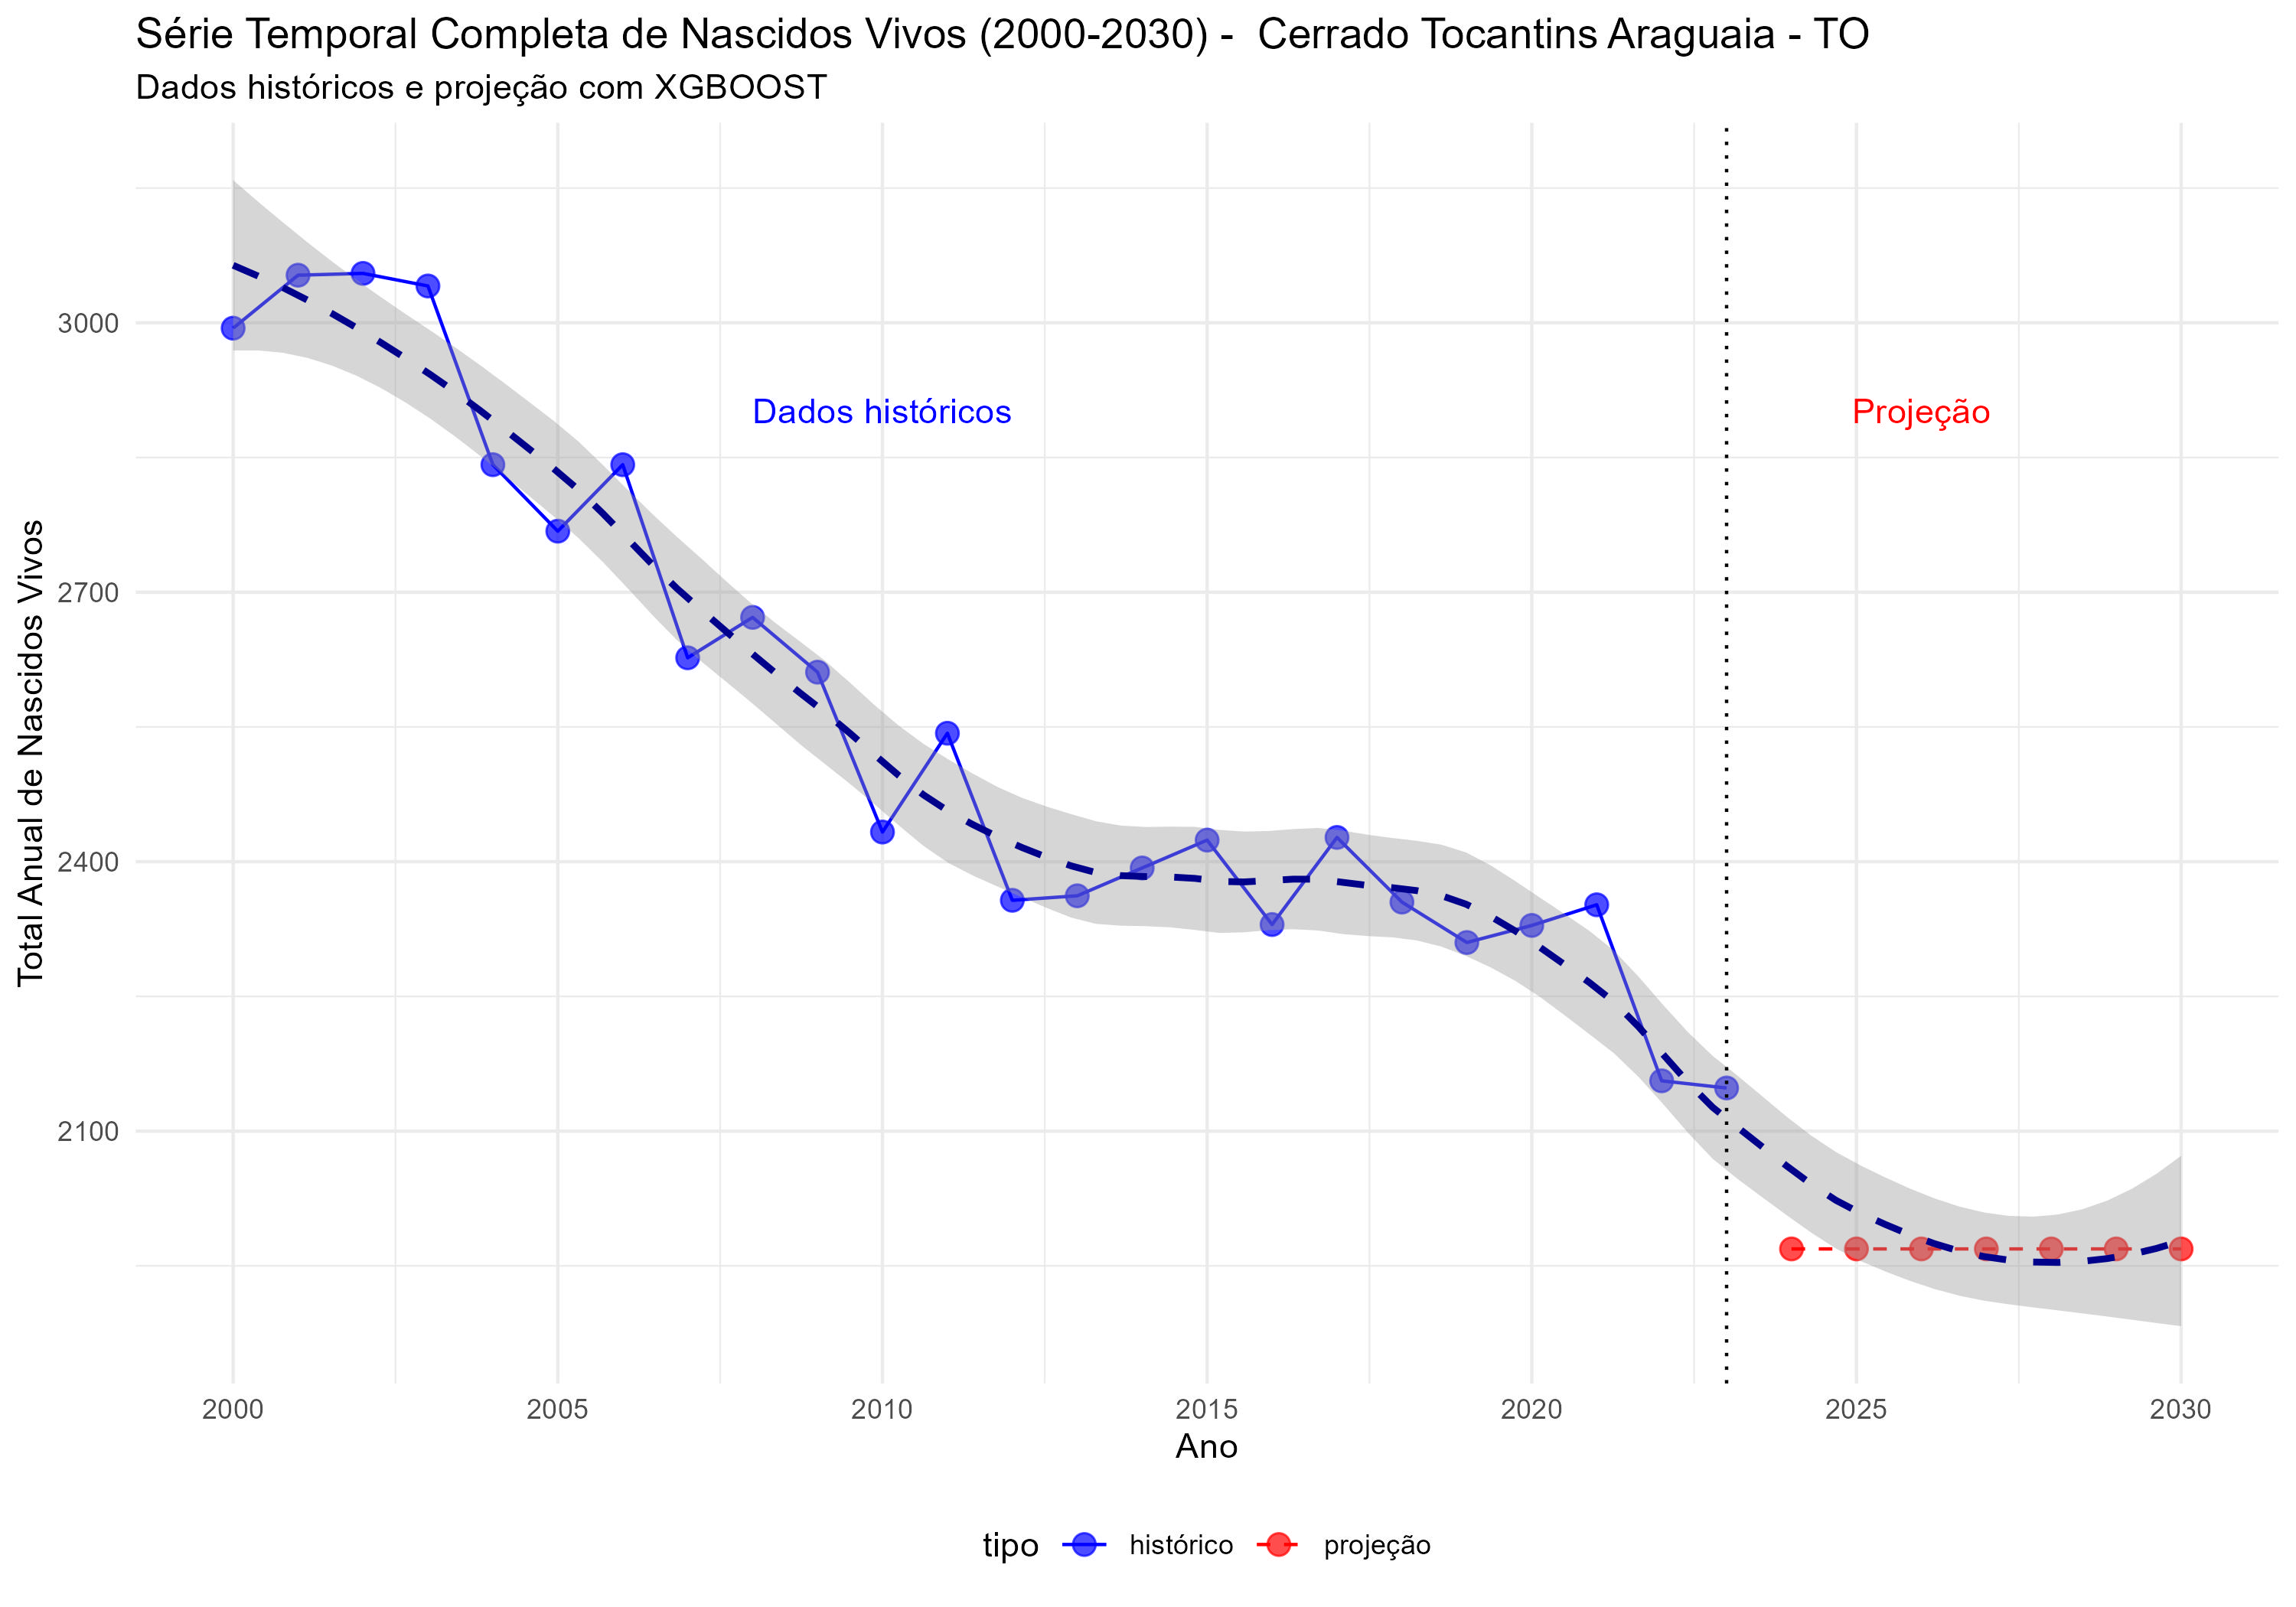 Série Temporal Completa de Nascidos Vivos (2000-2030) -  Cerrado Tocantins Araguaia - TO
Dados históricos e projeção com XGBOOST
Total Anual de Nascidos Vivos
3000
2700
2400
2100
Dados históricos
Projeção
2000 2005 2010 2015 2020 2025 2030
Ano
tipo histórico projeção